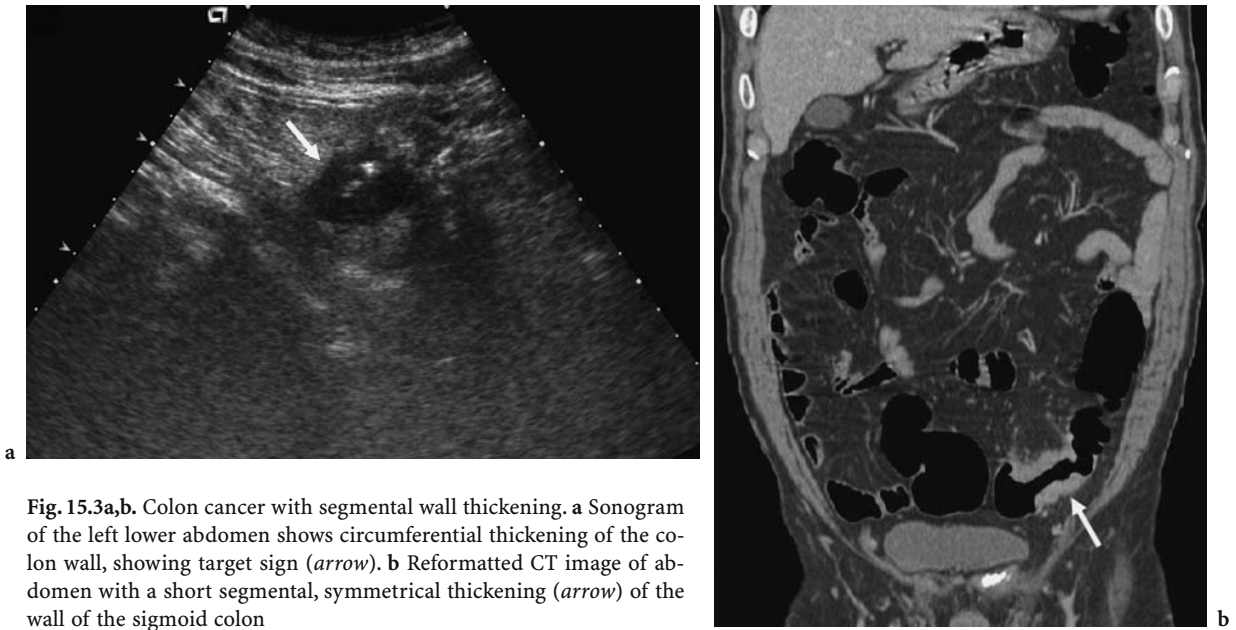 a
b
Fig. 15.3a,b. Colon cancer with segmental wall thickening. a Sonogram
of the left lower abdomen shows circumferential thickening of the co-
lon wall, showing target sign (arrow). b Reformatted CT image of ab-
domen with a short segmental, symmetrical thickening (arrow) of the
wall of the sigmoid colon